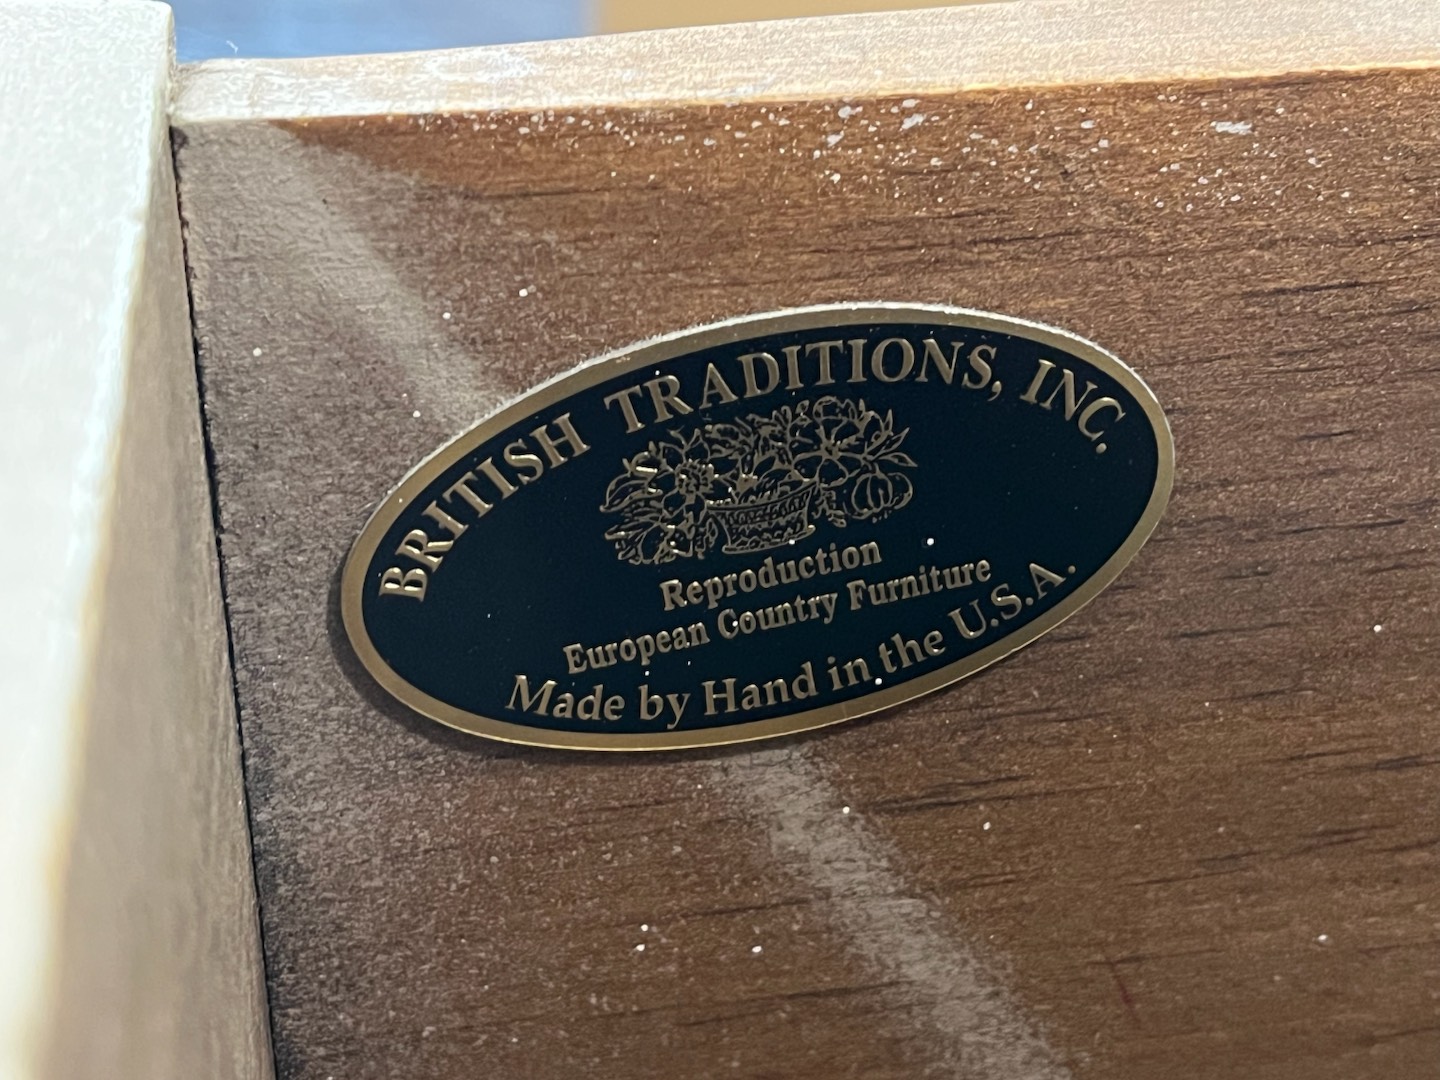 BRITISH TRADITIONS, INC.
Reproduction
European Country Furniture
Made by Hand in the U.S.A.